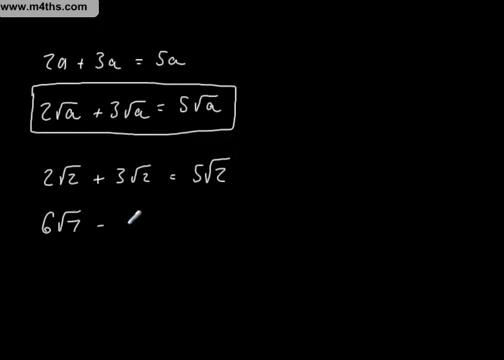 www.m4ths.com
2a + 3a = 5a
2√a + 3√a = 5√a
2√2 + 3√2 = 5√2
6√7 -